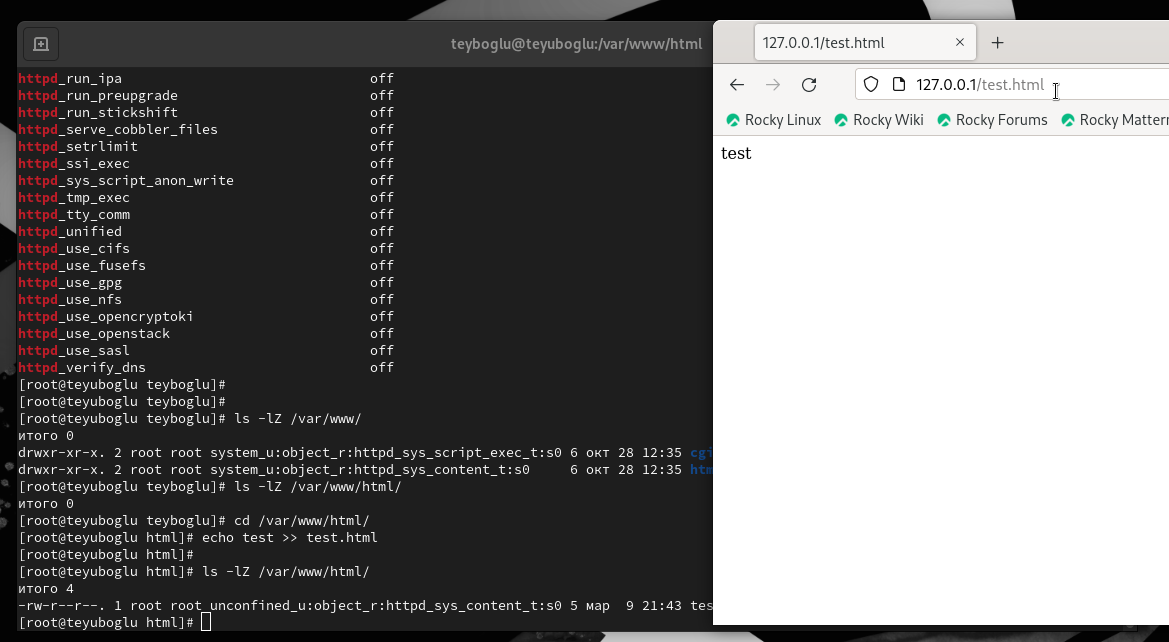 teyboglu@teyuboglu:/var/www/html
httpd_run_ipa off
httpd_run_preupgrade off
httpd_run_stickshift off
httpd_serve_cobbler_files off
httpd_setrlimit off
httpd_ssi_exec off
httpd_sys_script_anon_write off
httpd_tmp_exec off
httpd_tty_comm off
httpd_unified off
httpd_use_cifs off
httpd_use_fusefs off
httpd_use_gpg off
httpd_use_nfs off
httpd_use_opencryptoki off
httpd_use_openstack off
httpd_use_sasl off
httpd_verify_dns off
[root@teyuboglu teyboglu]#
[root@teyuboglu teyboglu]#
[root@teyuboglu teyboglu]# ls -lZ /var/www/
итого 0
drwxr-xr-x. 2 root root system_u:object_r:httpd_sys_script_exec_t:s0 6 окт 28 12:35 cgi
drwxr-xr-x. 2 root root system_u:object_r:httpd_sys_content_t:s0 6 окт 28 12:35 htm
[root@teyuboglu teyboglu]# ls -lZ /var/www/html/
итого 0
[root@teyuboglu teyboglu]# cd /var/www/html/
[root@teyuboglu html]# echo test >> test.html
[root@teyuboglu html]#
[root@teyuboglu html]# ls -lZ /var/www/html/
итого 4
-rw-r--r--. 1 root root unconfined_u:object_r:httpd_sys_content_t:s0 5 мар 9 21:43 tes
[root@teyuboglu html]#
127.0.0.1/test.html
127.0.0.1/test.html
Rocky Linux Rocky Wiki Rocky Forums Rocky Matterm
test